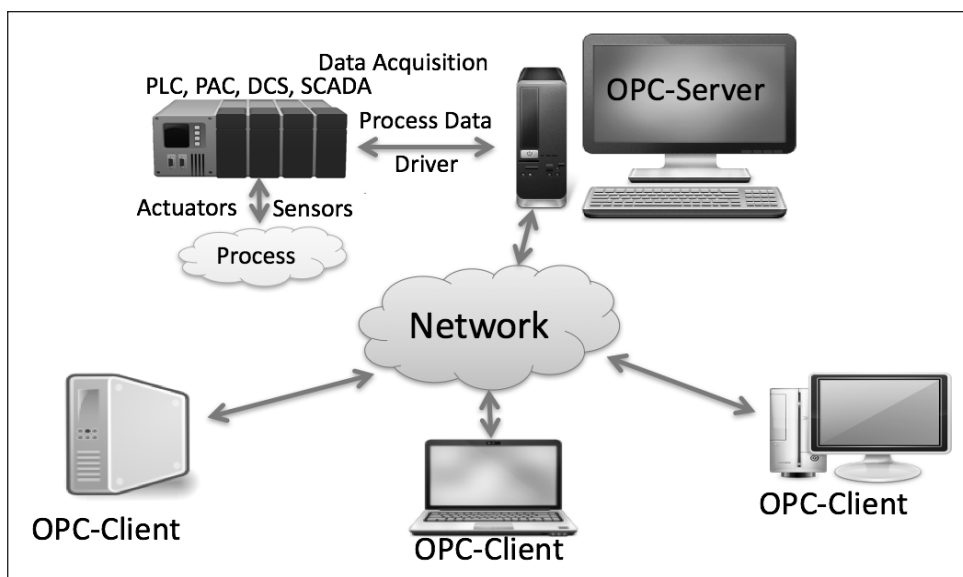 Data Acquisition
PLC, PAC, DCS, SCADA
OPC-Server
Process Data
Driver
Actuators Sensors
Process
Network
OPC-Client
OPC-Client
OPC-Client